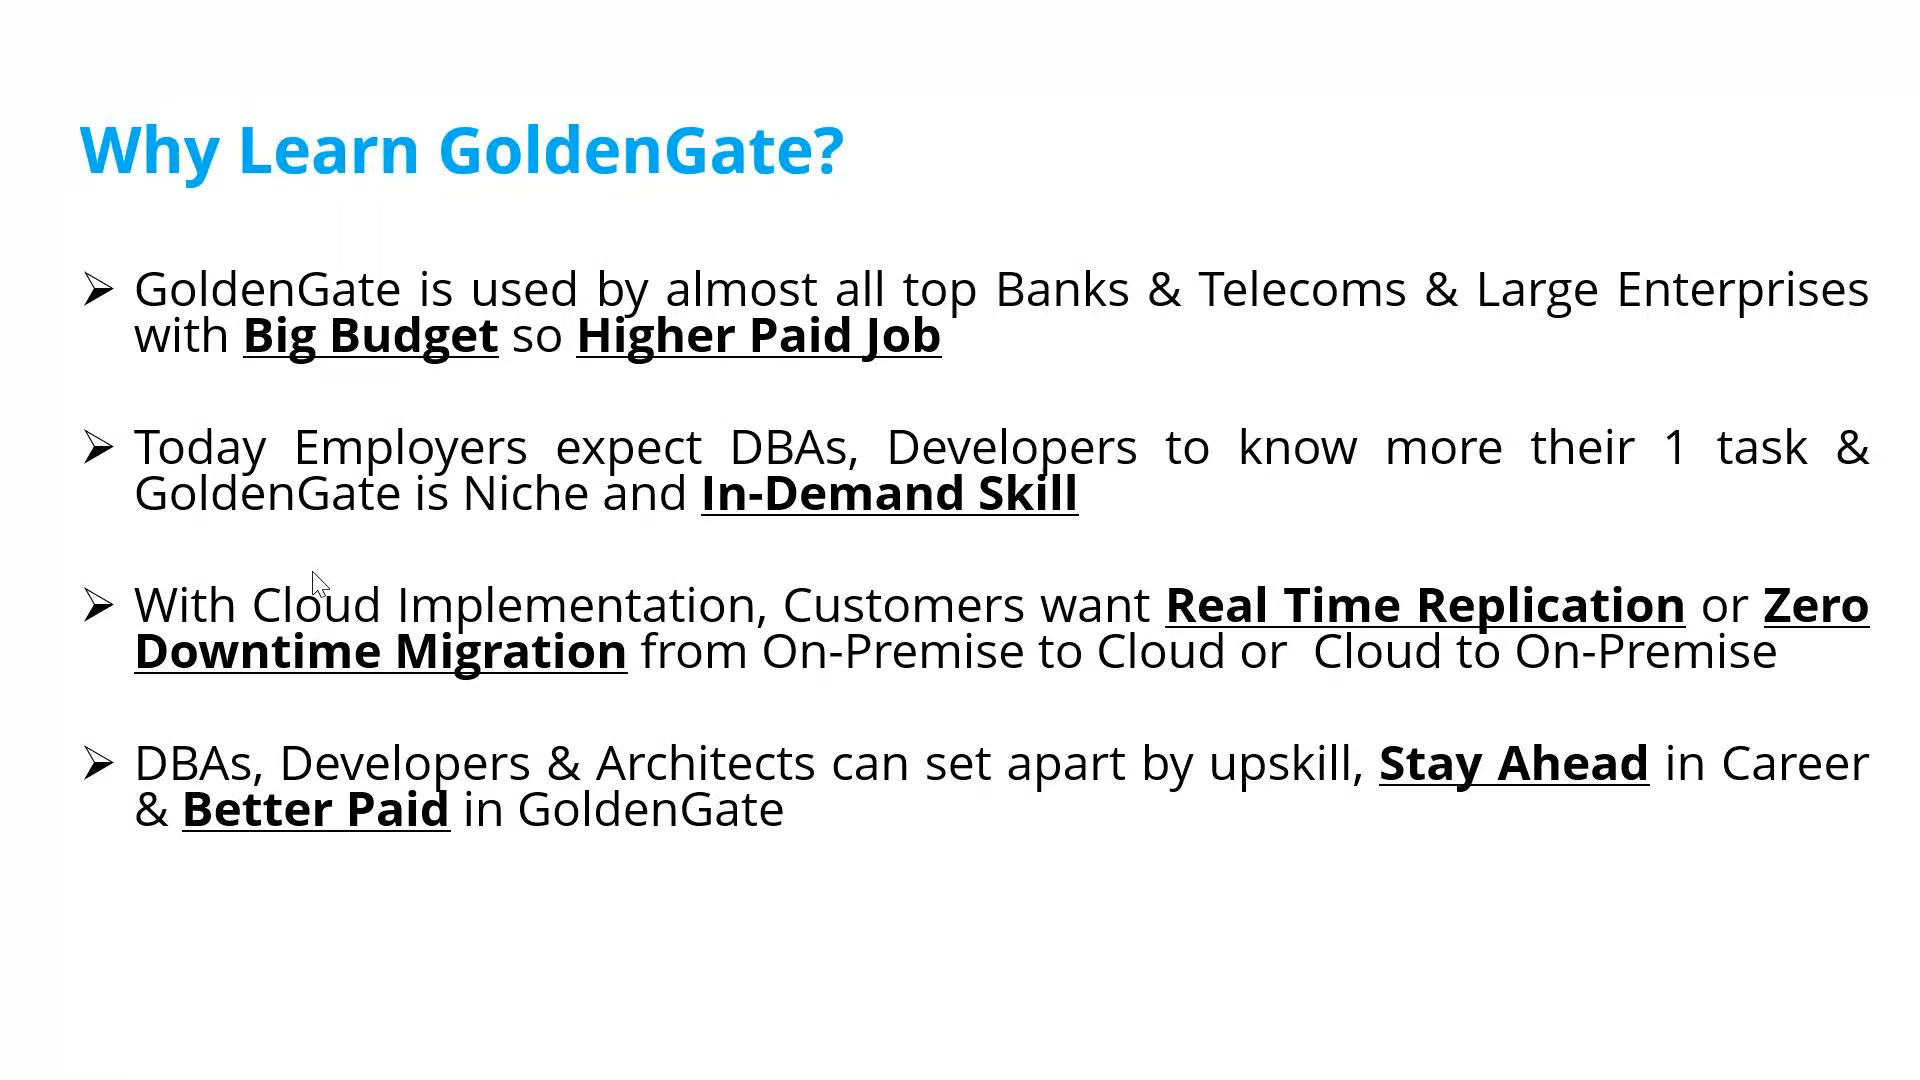 Why Learn GoldenGate?
➢ GoldenGate is used by almost all top Banks & Telecoms & Large Enterprises
with Big Budget so Higher Paid Job
➢ Today Employers expect DBAs, Developers to know more their 1 task &
GoldenGate is Niche and In-Demand Skill
➢ With Cloud Implementation, Customers want Real Time Replication or Zero
Downtime Migration from On-Premise to Cloud or  Cloud to On-Premise
➢ DBAs, Developers & Architects can set apart by upskill, Stay Ahead in Career
& Better Paid in GoldenGate